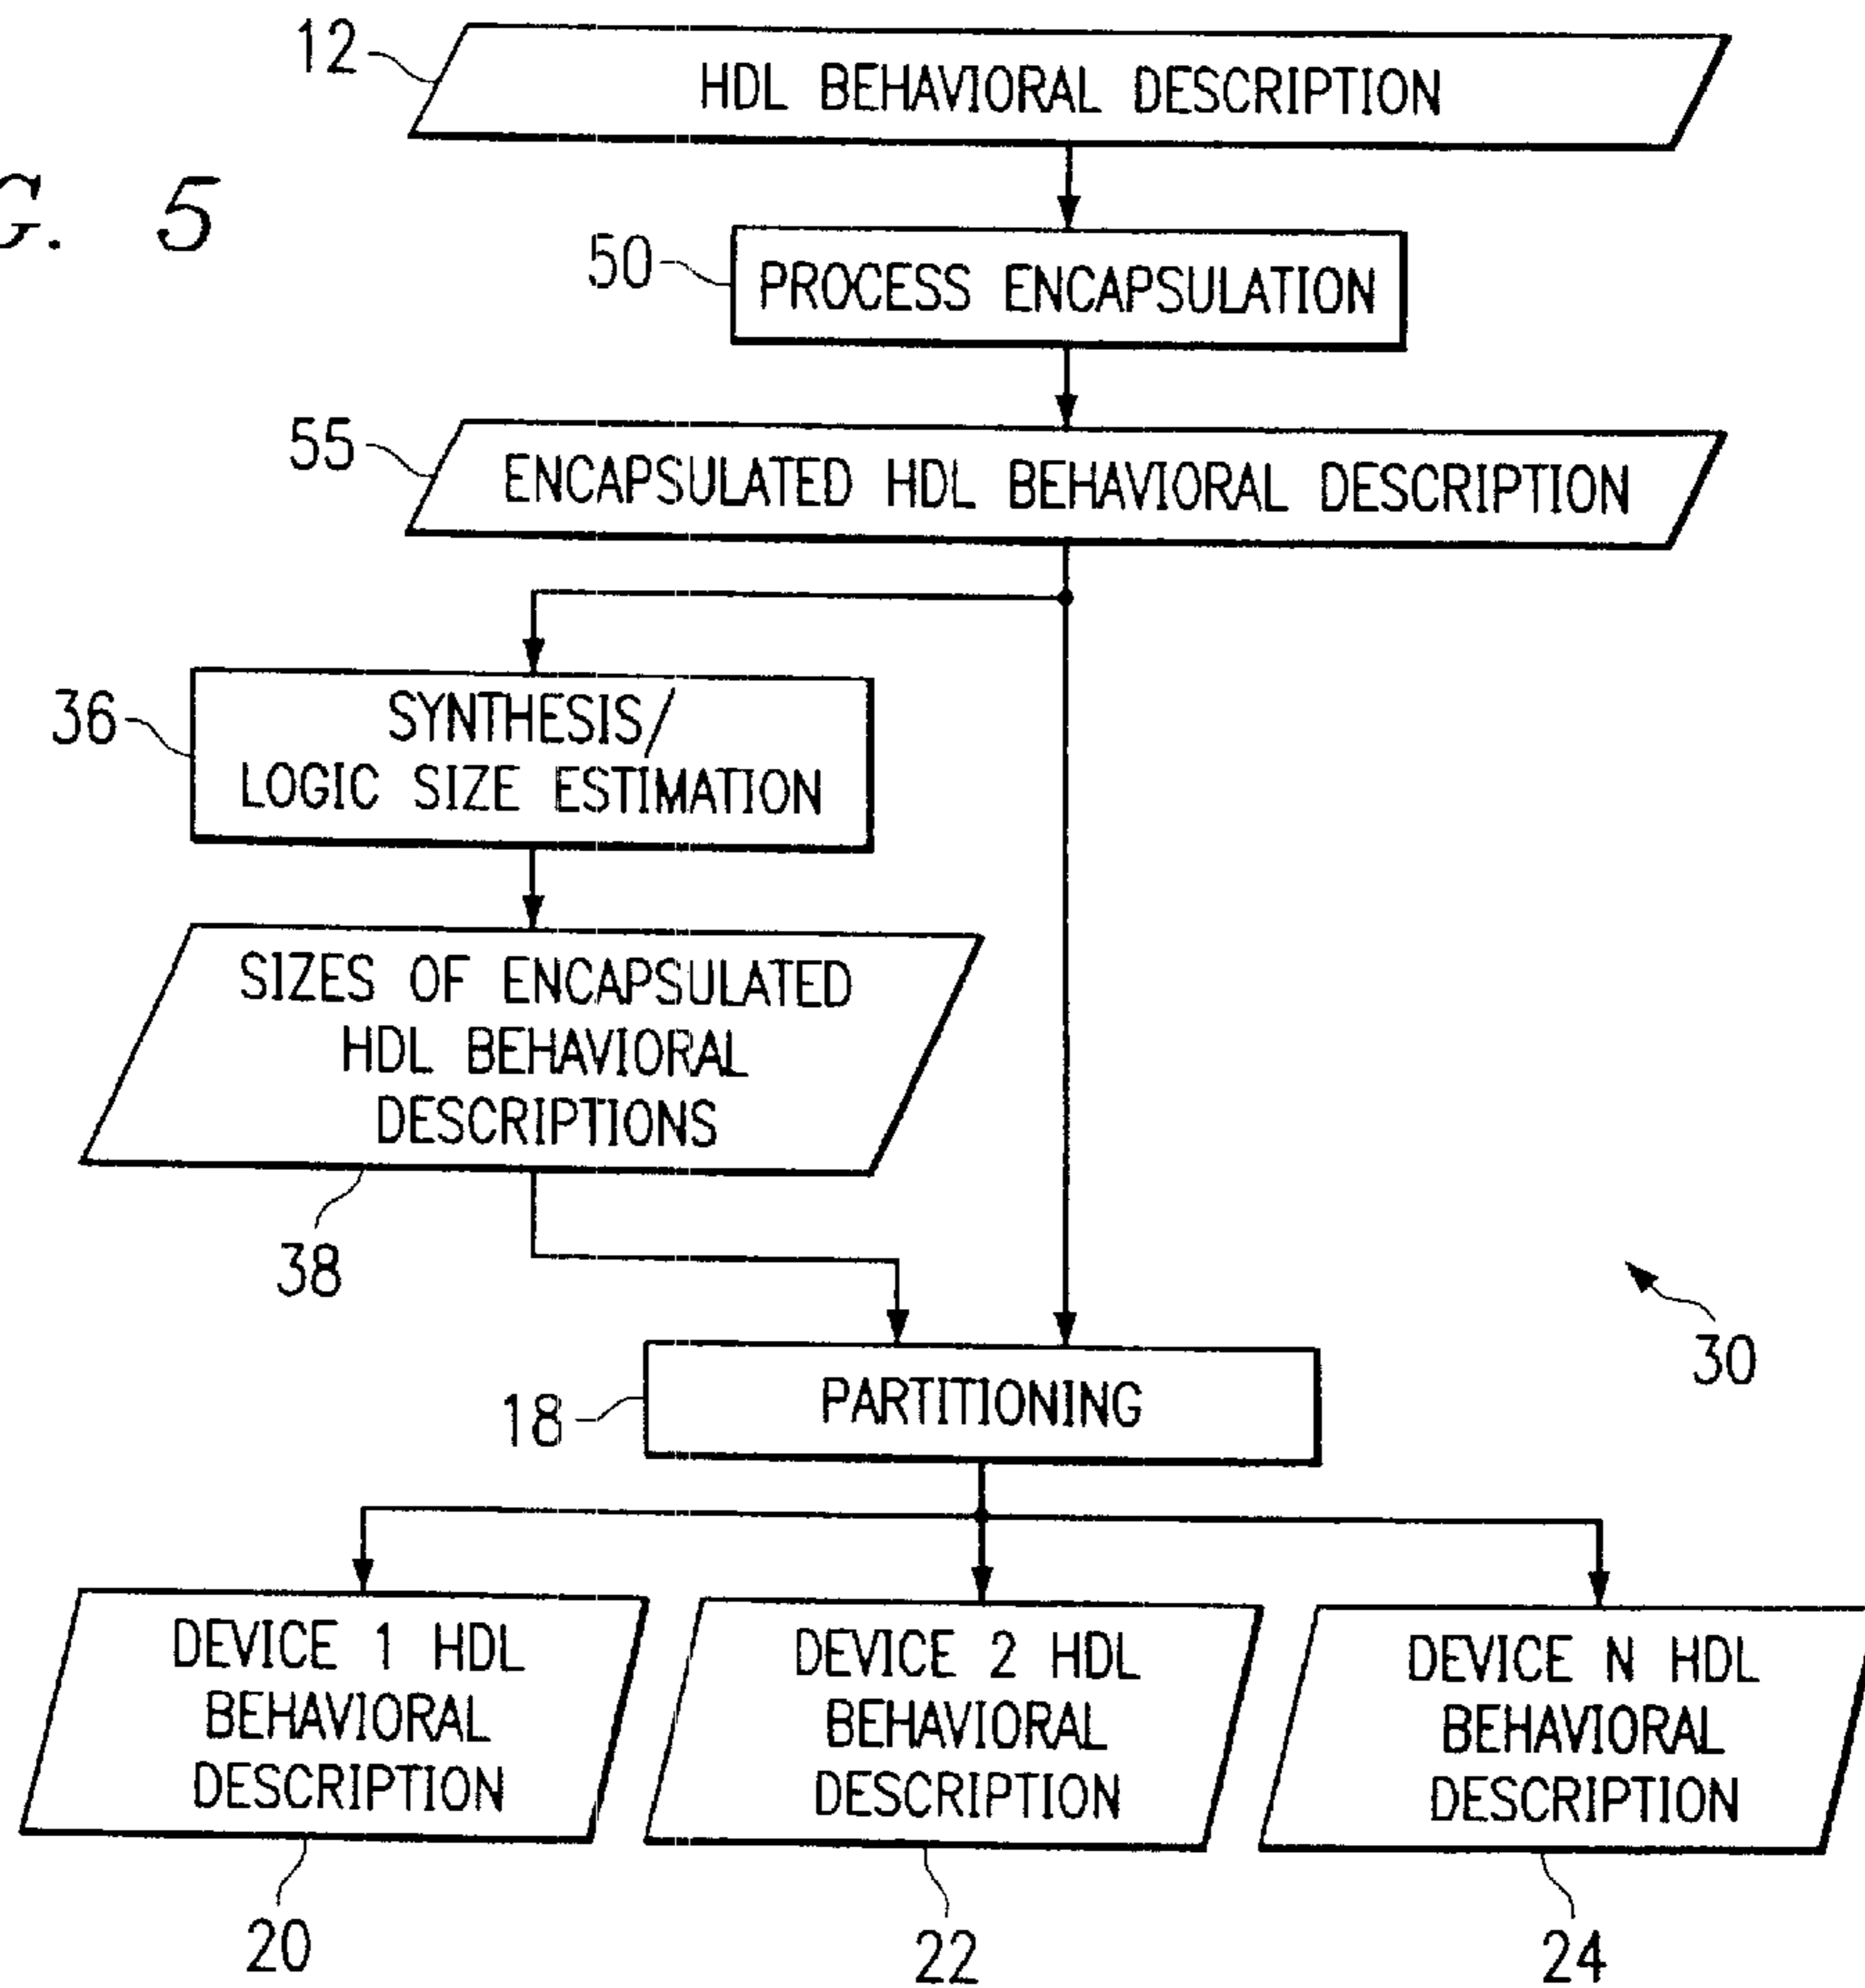 12
HDL BEHAVIORAL DESCRIPTION
G. 5
50
PROCESS ENCAPSULATION
55
ENCAPSULATED HDL BEHAVIORAL DESCRIPTION
36
SYNTHESIS/
LOGIC SIZE ESTIMATION
SIZES OF ENCAPSULATED
HDL BEHAVIORAL
DESCRIPTIONS
38
30
18
PARTITIONING
DEVICE 1 HDL
BEHAVIORAL
DESCRIPTION
DEVICE 2 HDL
BEHAVIORAL
DESCRIPTION
DEVICE N HDL
BEHAVIORAL
DESCRIPTION
20
22
24